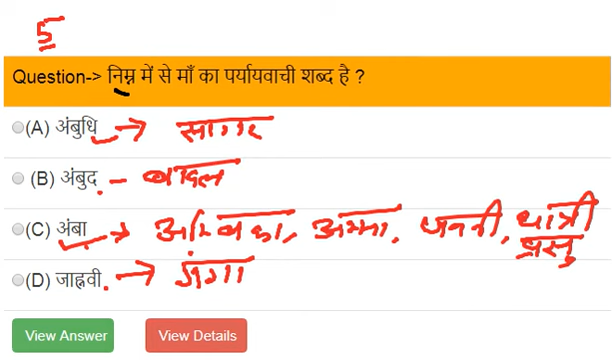 5
Question-> निम्न में से माँ का पर्यायवाची शब्द है ?
(A) अंबुधि → सागर
(B) अंबुद - बादल
(C) अंबा → अम्बिका, अम्मा, जननी, धात्री
प्रसू
(D) जाह्नवी → गंगा
View Answer View Details